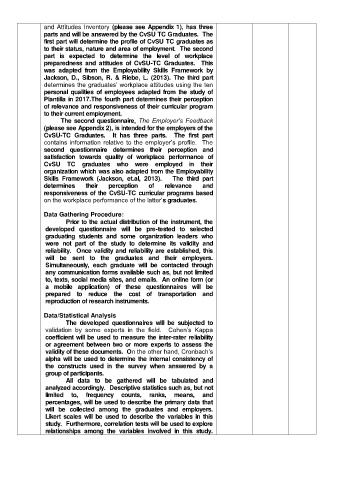 and Attitudes Inventory (please see Appendix 1), has three
parts and will be answered by the CvSU TC Graduates. The
first part will determine the profile of CvSU TC graduates as
to their status, nature and area of employment. The second
part is expected to determine the level of workplace
preparedness and attitudes of CvSU-TC Graduates. This
was adapted from the Employability Skills Framework by
Jackson, D., Sibson, R. & Riebe, L. (2013). The third part
determines the graduates' workplace attitudes using the ten
personal qualities of employees adapted from the study of
Plantilla in 2017.The fourth part determines their perception
of relevance and responsiveness of their curricular program
to their current employment.
The second questionnaire, The Employer's Feedback
(please see Appendix 2), is intended for the employers of the
CvSU-TC Graduates. It has three parts. The first part
contains information relative to the employer's profile. The
second questionnaire determines their perception and
satisfaction towards quality of workplace performance of
CvSU TC graduates who were employed in their
organization which was also adapted from the Employability
Skills Framework (Jackson, et.al, 2013). The third part
determines their perception of relevance and
responsiveness of the CvSU-TC curricular programs based
on the workplace performance of the latter's graduates.
Data Gathering Procedure:
Prior to the actual distribution of the instrument, the
developed questionnaire will be pre-tested to selected
graduating students and some organization leaders who
were not part of the study to determine its validity and
reliability. Once validity and reliability are established, this
will be sent to the graduates and their employers.
Simultaneously, each graduate will be contacted through
any communication forms available such as, but not limited
to, texts, social media sites, and emails. An online form (or
a mobile application) of these questionnaires will be
prepared to reduce the cost of transportation and
reproduction of research instruments.
Data/Statistical Analysis
The developed questionnaires will be subjected to
validation by some experts in the field. Cohen's Kappa
coefficient will be used to measure the inter-rater reliability
or agreement between two or more experts to assess the
validity of these documents. On the other hand, Cronbach's
alpha will be used to determine the internal consistency of
the constructs used in the survey when answered by a
group of participants.
All data to be gathered will be tabulated and
analyzed accordingly. Descriptive statistics such as, but not
limited to, frequency counts, ranks, means, and
percentages, will be used to describe the primary data that
will be collected among the graduates and employers.
Likert scales will be used to describe the variables in this
study. Furthermore, correlation tests will be used to explore
relationships among the variables involved in this study.